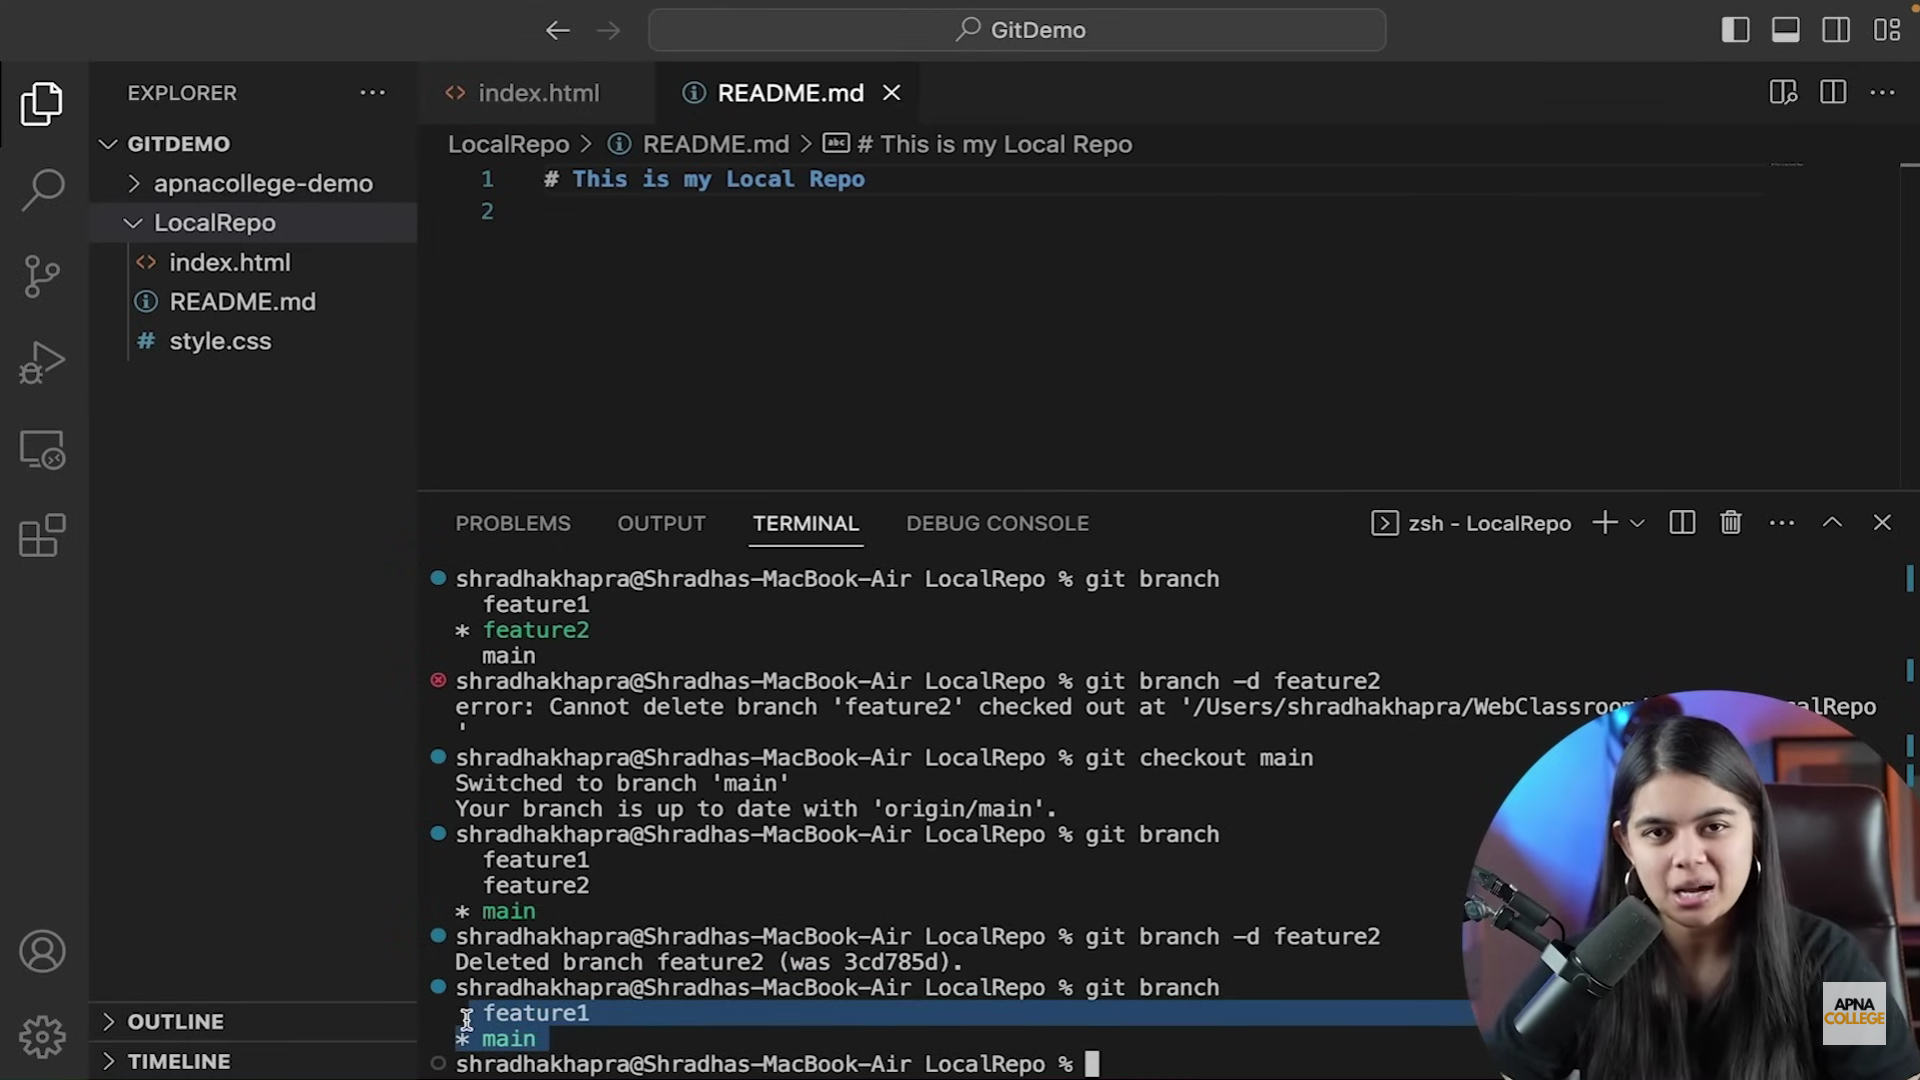 GitDemo
EXPLORER
GITDEMO
apnacollege-demo
LocalRepo
index.html
README.md
style.css
OUTLINE
TIMELINE
index.html
README.md
LocalRepo > README.md > # This is my Local Repo
1 # This is my Local Repo
2
PROBLEMS OUTPUT TERMINAL DEBUG CONSOLE
zsh - LocalRepo
shradhakhapra@Shradhas-MacBook-Air LocalRepo % git branch
feature1
* feature2
main
shradhakhapra@Shradhas-MacBook-Air LocalRepo % git branch -d feature2
error: Cannot delete branch 'feature2' checked out at '/Users/shradhakhapra/WebClassroom
'
shradhakhapra@Shradhas-MacBook-Air LocalRepo % git checkout main
Switched to branch 'main'
Your branch is up to date with 'origin/main'.
shradhakhapra@Shradhas-MacBook-Air LocalRepo % git branch
feature1
feature2
* main
shradhakhapra@Shradhas-MacBook-Air LocalRepo % git branch -d feature2
Deleted branch feature2 (was 3cd785d).
shradhakhapra@Shradhas-MacBook-Air LocalRepo % git branch
feature1
* main
shradhakhapra@Shradhas-MacBook-Air LocalRepo %
APNA
COLLEGE